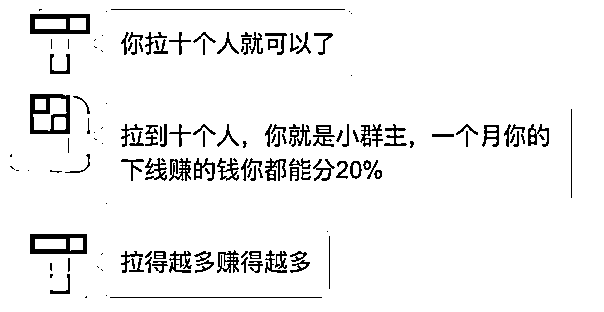 你拉十个人就可以了
拉到十个人，你就是小群主，一个月你的
下线赚的钱你都能分20%
拉得越多赚得越多